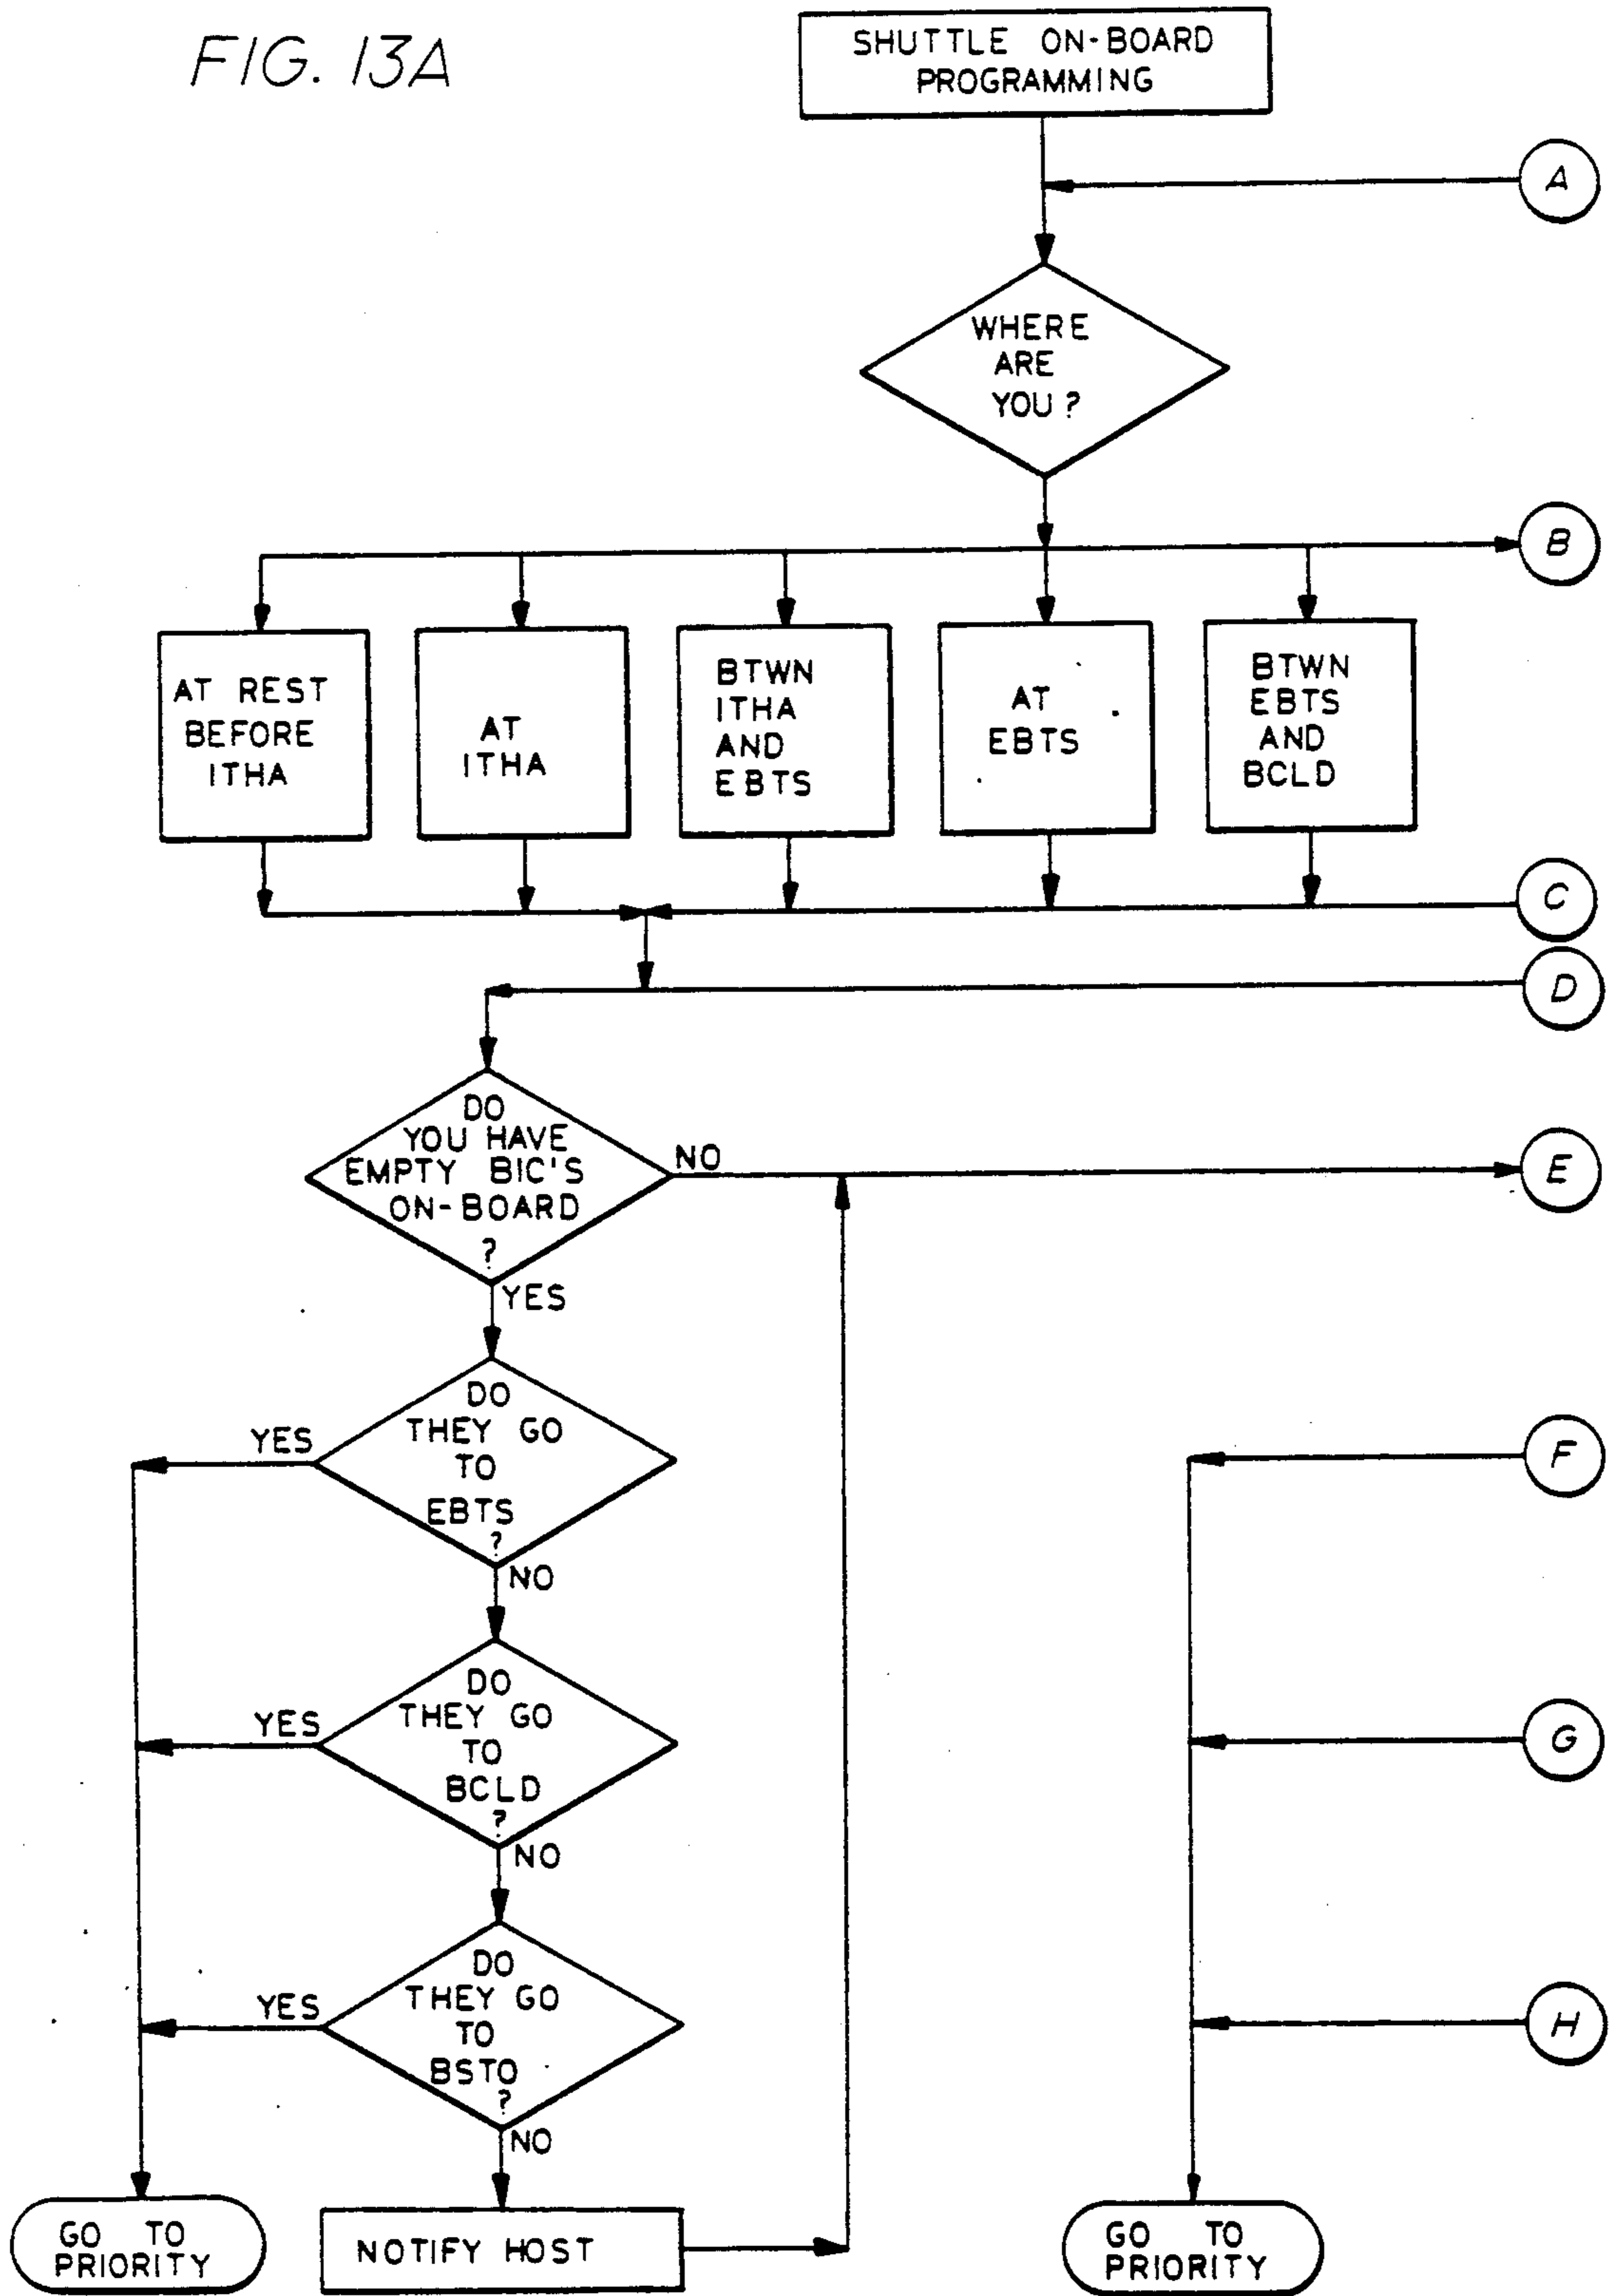 FIG. 13A
SHUTTLE ON-BOARD
PROGRAMMING
A
WHERE
ARE
YOU ?
B
AT REST
BEFORE
ITHA
AT
ITHA
BTWN
ITHA
AND
EBTS
AT
EBTS
BTWN
EBTS
AND
BCLD
C
D
DO
YOU HAVE
EMPTY BIC'S
ON-BOARD
?
NO
E
YES
DO
THEY GO
TO
EBTS
?
YES
F
NO
DO
THEY GO
TO
BCLD
?
YES
G
NO
DO
THEY GO
TO
BSTO
?
YES
H
NO
GO TO
PRIORITY
NOTIFY HOST
GO TO
PRIORITY